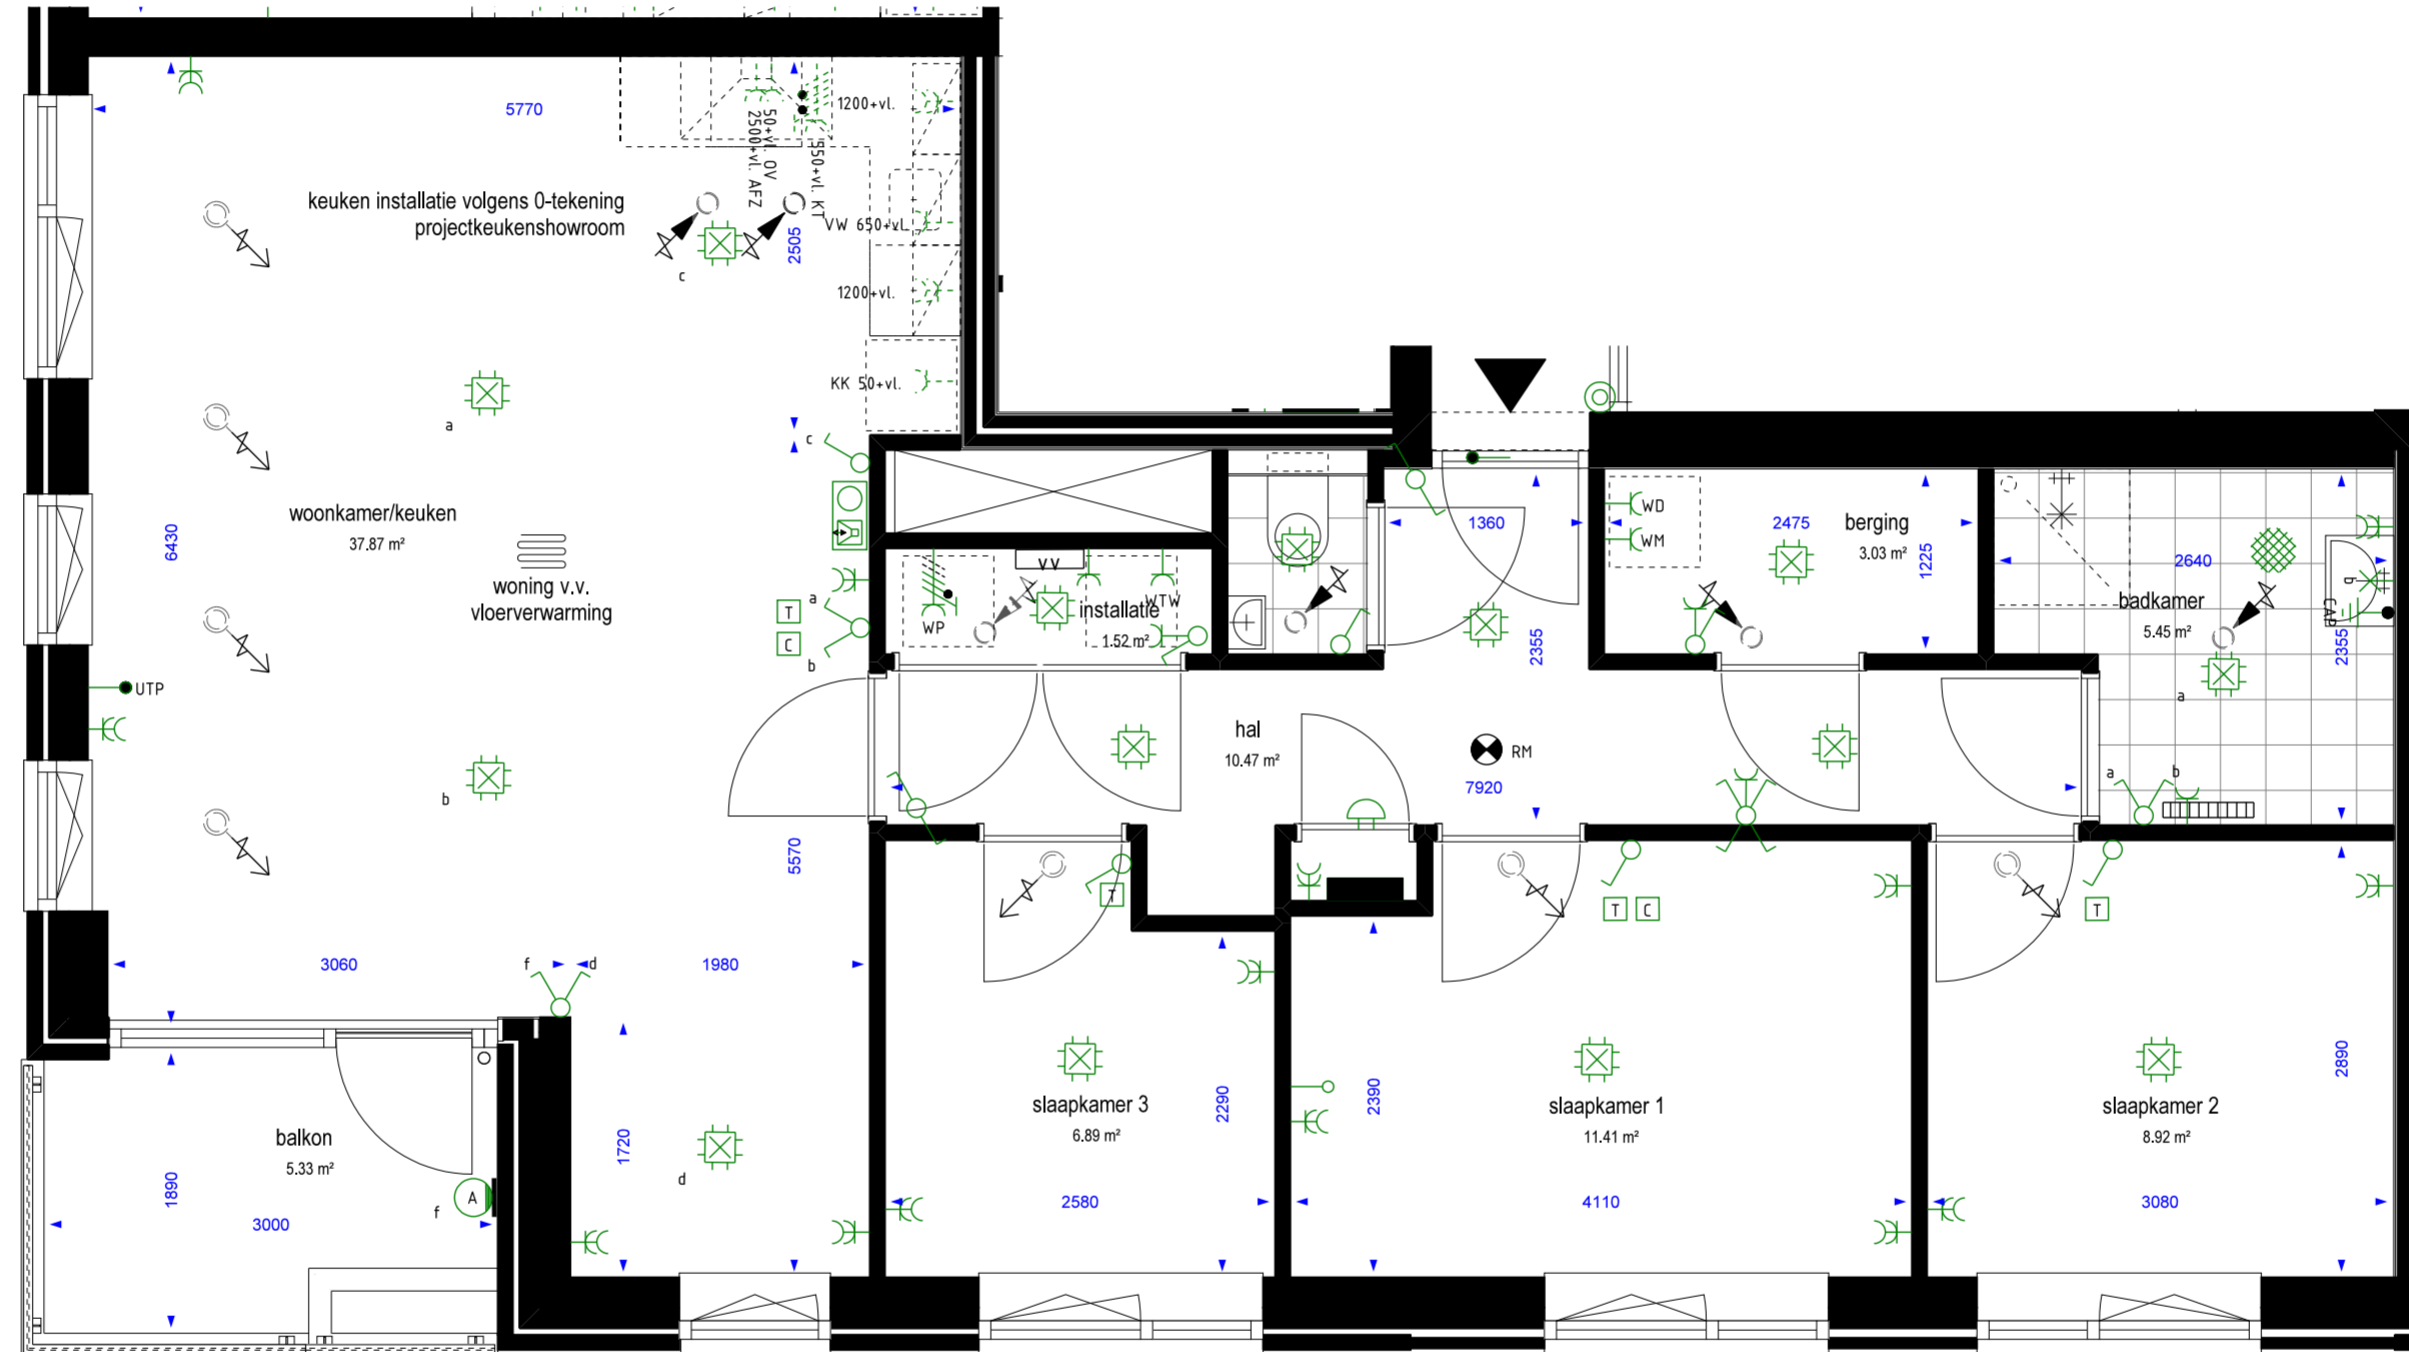 5770
1200+vl.
50+vl. OV
2500+vl. AFZ
550+vl. KT
keuken installatie volgens 0-tekening
projectkeukenshowroom
2505
VW 650+vl.
c
1200+vl.
KK 50+vl.
a
c
woonkamer/keuken
37.87 m²
6430
woning v.v.
vloerverwarming
a
T
C
b
UTP
b
VV
WP
WTW
installatie
1.52 m²
1360
2355
WD
WM
2475
berging
3.03 m²
1225
2640
badkamer
5.45 m²
b
CAP
2355
a
hal
10.47 m²
RM
7920
a
b
5570
T
T
C
T
3060
f
d
1980
1720
d
balkon
5.33 m²
1890
3000
f
A
slaapkamer 3
6.89 m²
2290
2580
2390
slaapkamer 1
11.41 m²
4110
slaapkamer 2
8.92 m²
2890
3080